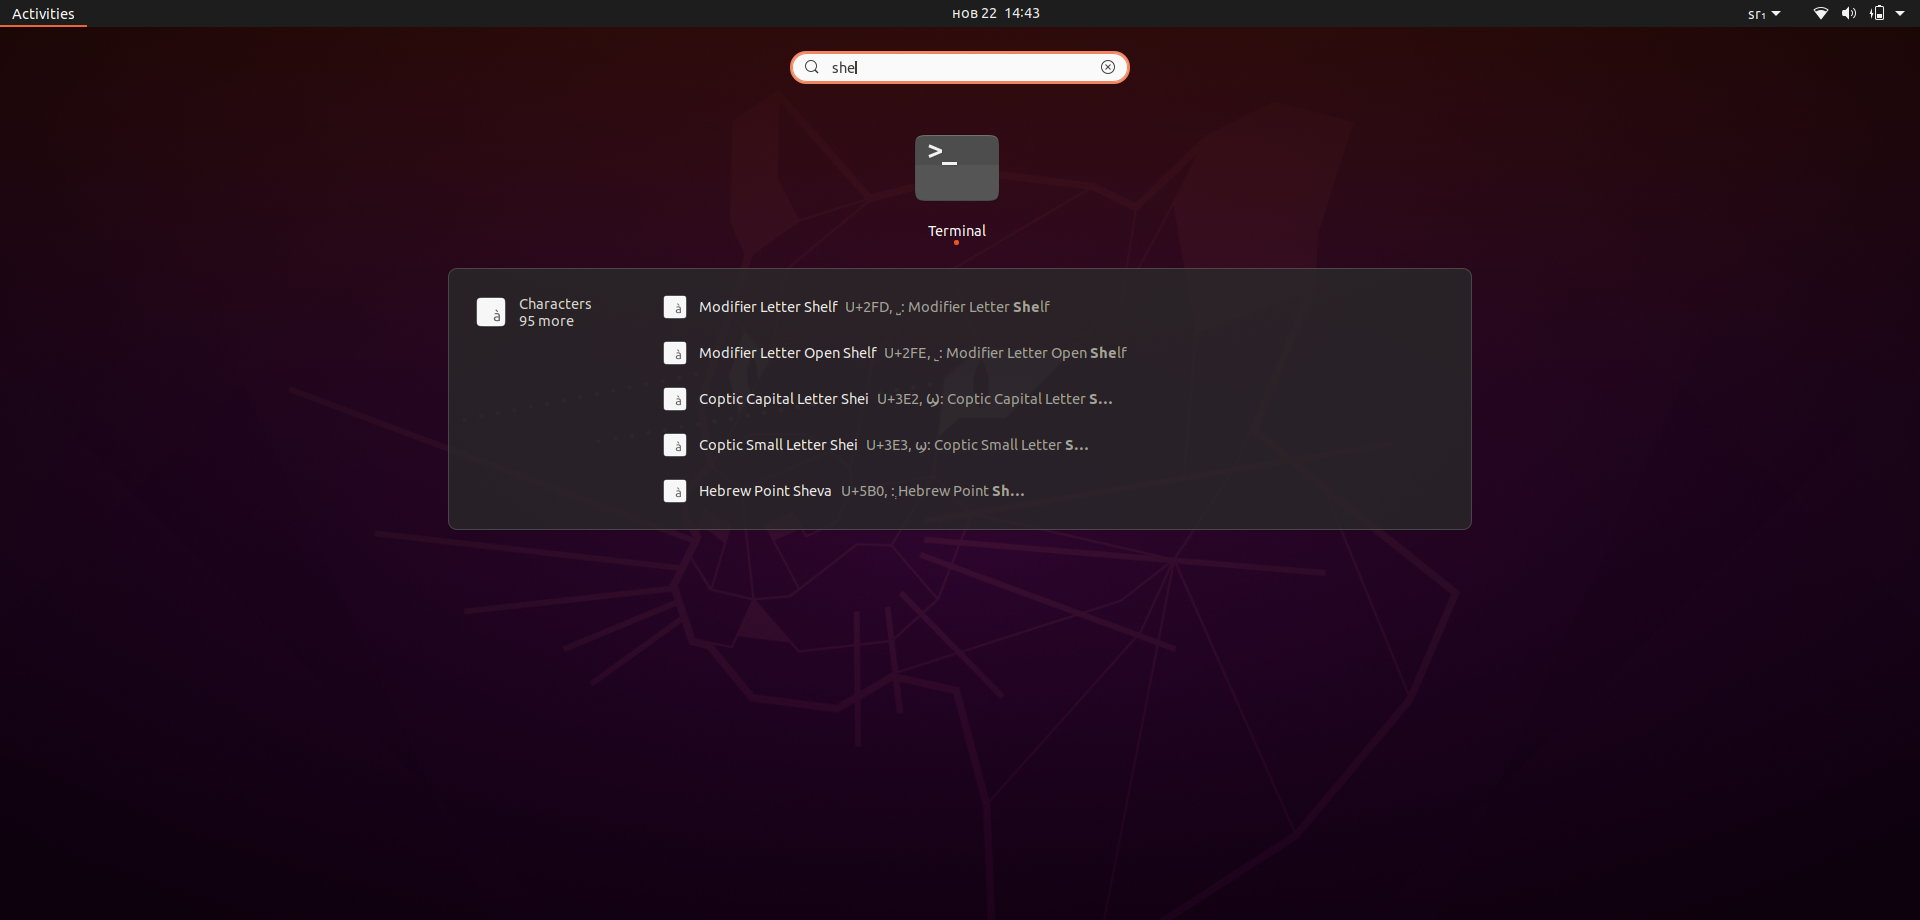 Activities
нов 22 14:43
sr₁
she
>_
Terminal
Characters
95 more
à
Modifier Letter Shelf U+2FD, ˽: Modifier Letter Shelf
à
Modifier Letter Open Shelf U+2FE, ˾: Modifier Letter Open Shelf
à
Coptic Capital Letter Shei U+3E2, Ϣ: Coptic Capital Letter S...
à
Coptic Small Letter Shei U+3E3, ϣ: Coptic Small Letter S...
à
Hebrew Point Sheva U+5B0, ְ: Hebrew Point Sh...
à